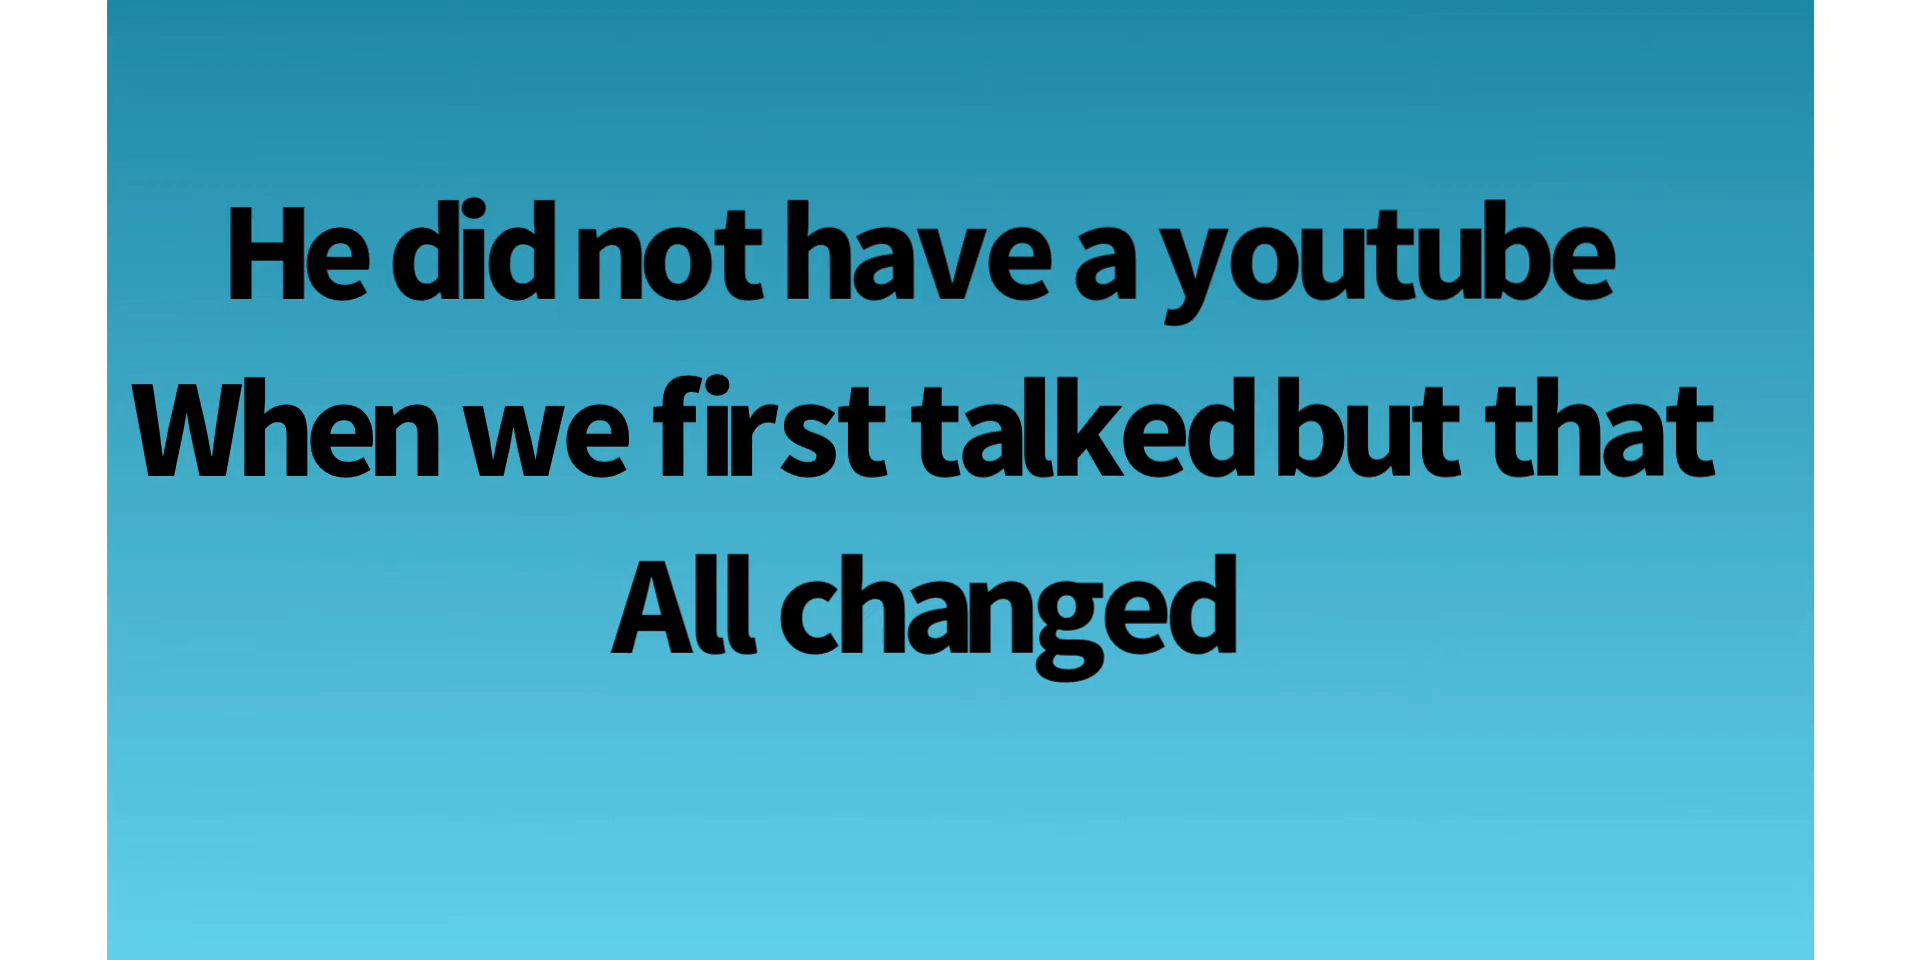 He did not have a youtube
When we first talked but that
All changed